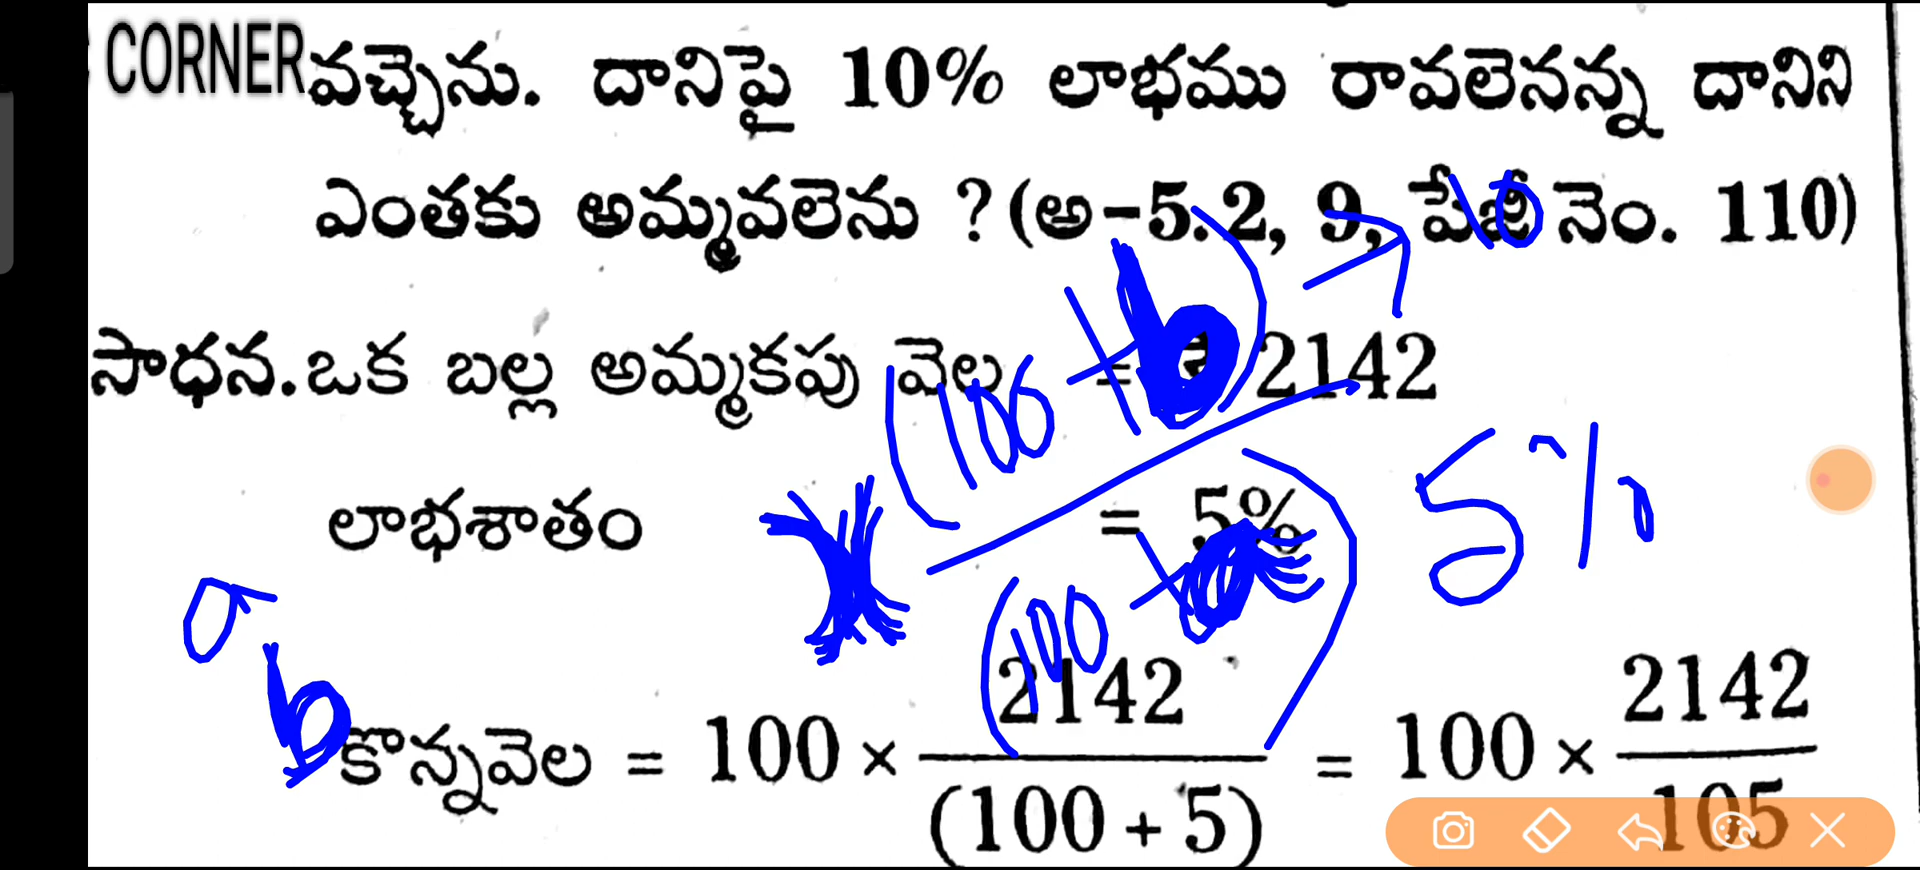 CORNER వచ్చెను. దానిపై 10% లాభము రావలెనన్న దానిని
ఎంతకు అమ్మవలెను ? (అ-5.2, 9, పేజీ నెం. 110)
10
సాధన. ఒక బల్ల అమ్మకపు వెల = ₹ 2142
(100 + b)
లాభశాతం = 5%
5%
x
(100 + a)
a
b
కొన్నవెల = 100 × 2142 / (100 + 5) = 100 × 2142 / 105